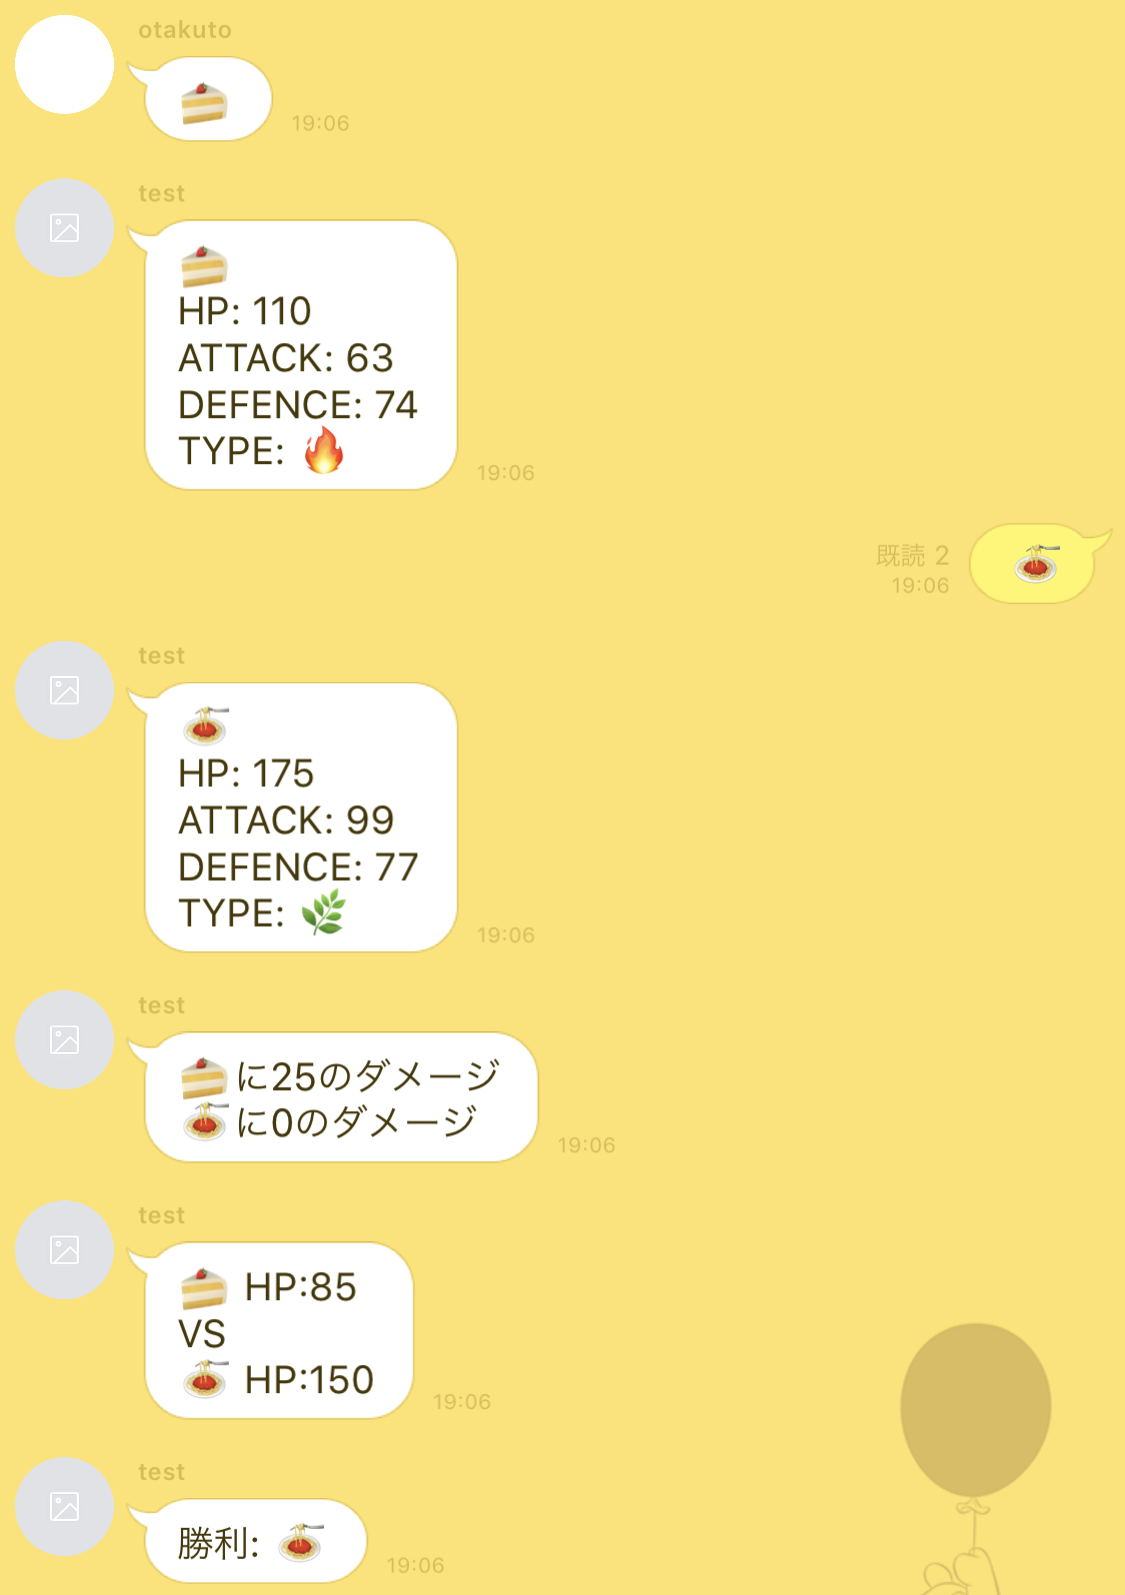 otakuto
🍰
19:06
test
🍰
HP: 110
ATTACK: 63
DEFENCE: 74
TYPE: 🔥
19:06
既読 2
19:06
🍝
test
🍝
HP: 175
ATTACK: 99
DEFENCE: 77
TYPE: 🌿
19:06
test
🍰に25のダメージ
🍝に0のダメージ
19:06
test
🍰 HP:85
VS
🍝 HP:150
19:06
test
勝利: 🍝
19:06